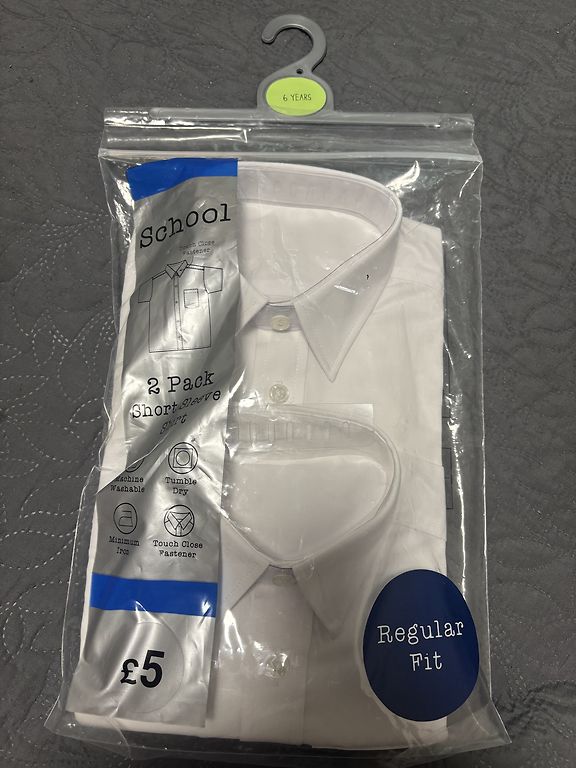 6 YEARS
School
Touch Close
Fastener
2 Pack
Short Sleeve
Shirt
Machine
Washable
Tumble
Dry
Minimum
Iron
Touch Close
Fastener
£5
Regular
Fit